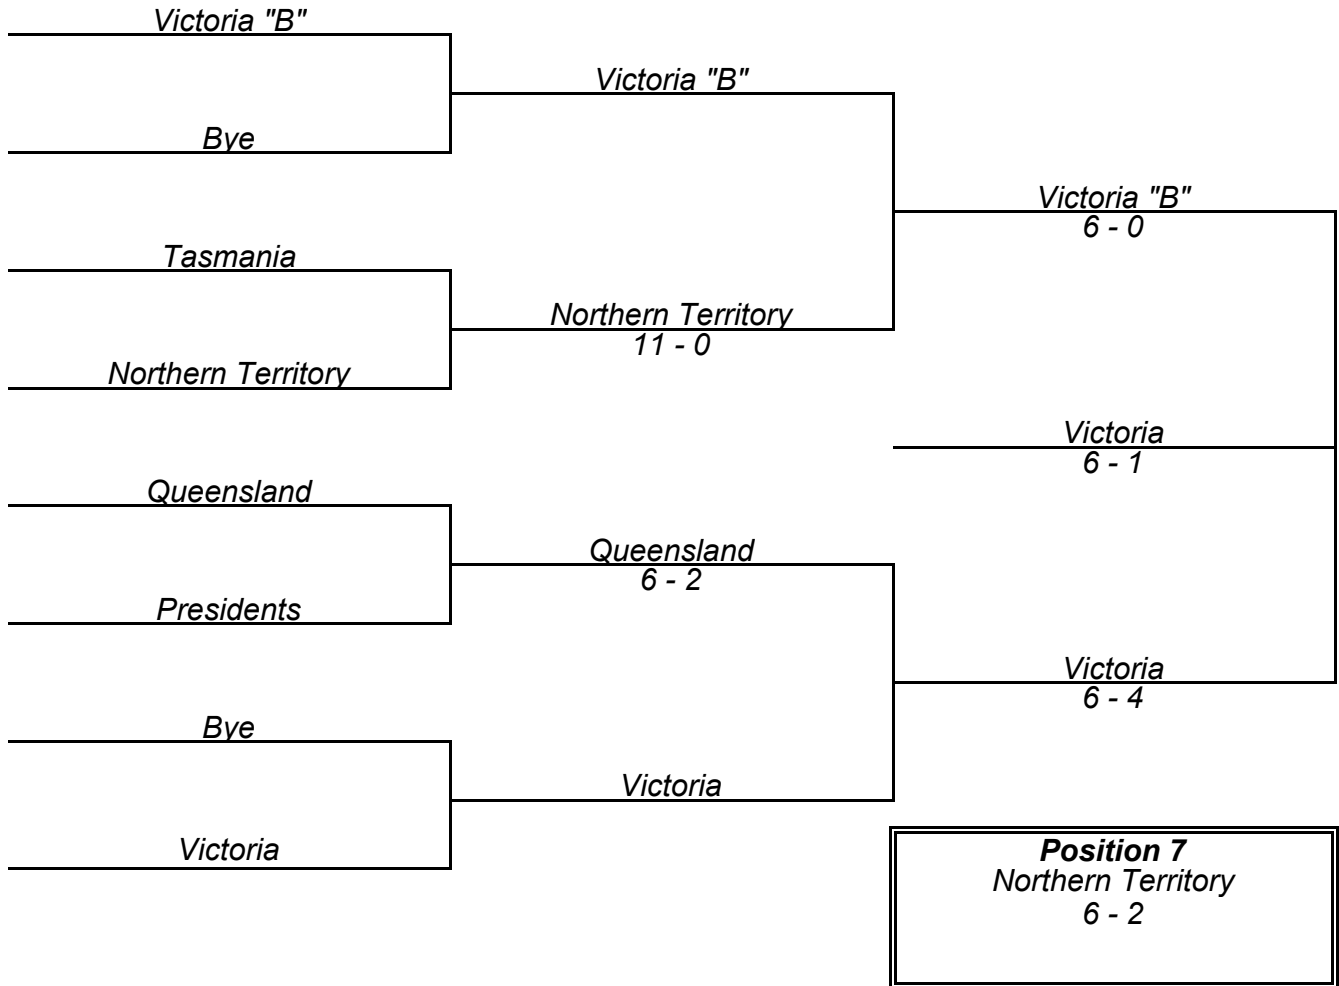 Victoria "B"
Victoria "B"
Bye
Victoria "B"
6 - 0
Tasmania
Northern Territory
11 - 0
Northern Territory
Victoria
6 - 1
Queensland
Queensland
6 - 2
Presidents
Victoria
6 - 4
Bye
Victoria
Victoria
Position 7
Northern Territory
6 - 2